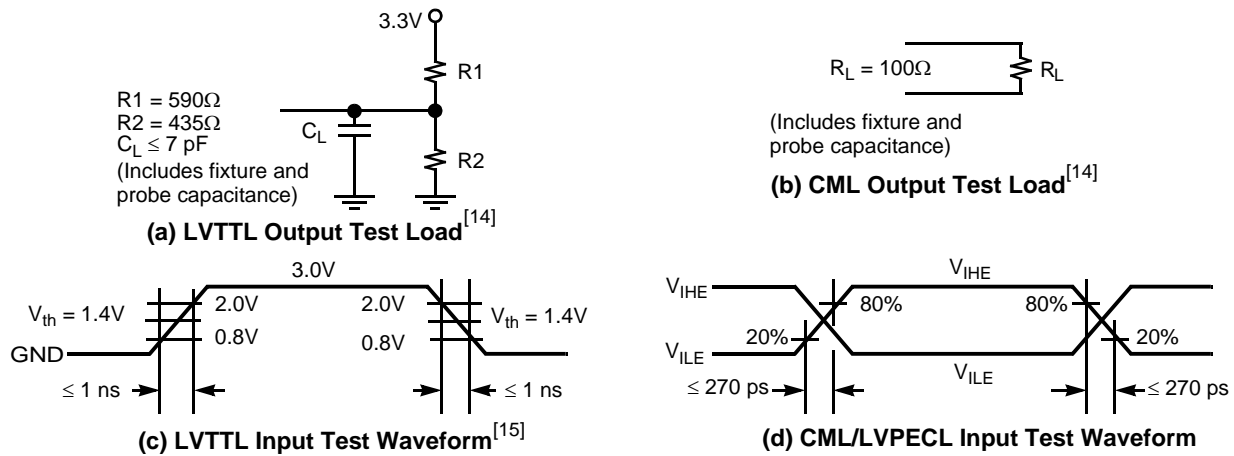 3.3V
R1
R1 = 590Ω
R2 = 435Ω
C_L ≤ 7 pF
(Includes fixture and
probe capacitance)
C_L
R2
(a) LVTTL Output Test Load[14]
R_L = 100Ω
R_L
(Includes fixture and
probe capacitance)
(b) CML Output Test Load[14]
3.0V
V_th = 1.4V
2.0V
0.8V
2.0V
0.8V
V_th = 1.4V
GND
≤ 1 ns
≤ 1 ns
(c) LVTTL Input Test Waveform[15]
V_IHE
V_IHE
80%
80%
20%
20%
V_ILE
V_ILE
≤ 270 ps
≤ 270 ps
(d) CML/LVPECL Input Test Waveform